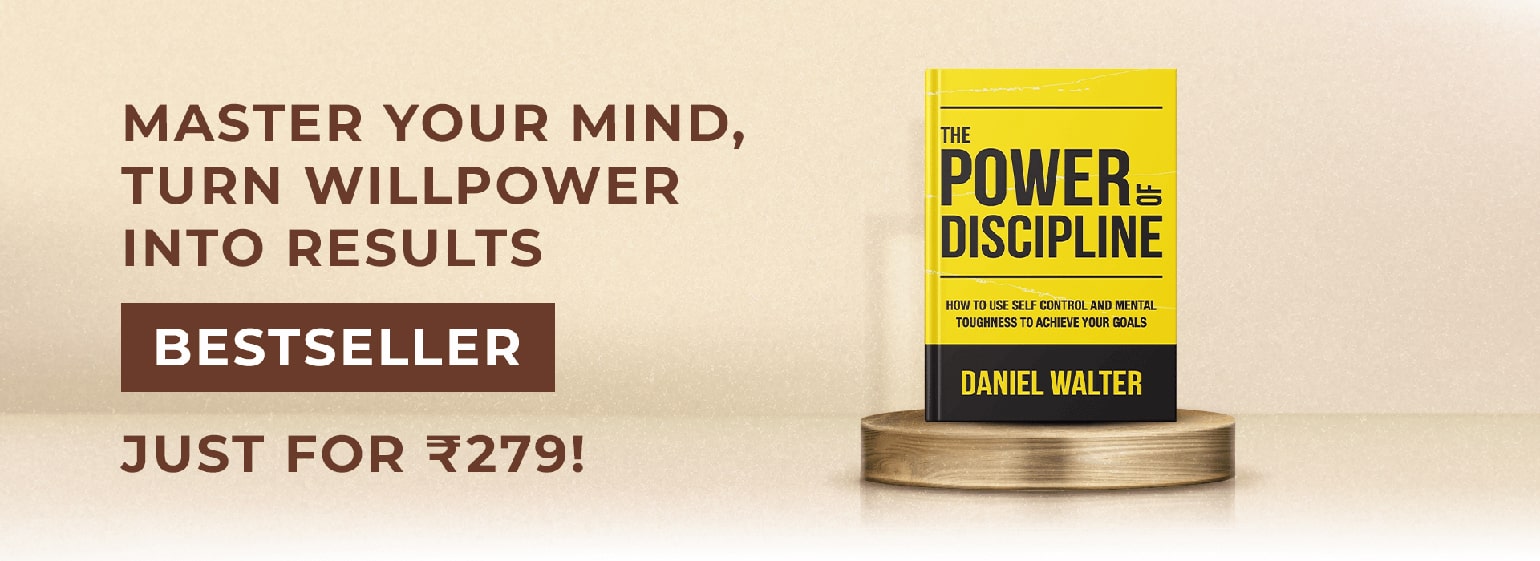 MASTER YOUR MIND,
TURN WILLPOWER
INTO RESULTS
BESTSELLER
JUST FOR ₹279!
THE
POWER OF
DISCIPLINE
HOW TO USE SELF CONTROL AND MENTAL
TOUGHNESS TO ACHIEVE YOUR GOALS
DANIEL WALTER